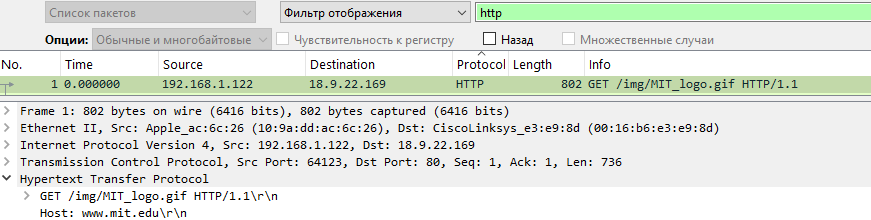 Список пакетов Фильтр отображения http
Опции: Обычные и многобайтовые Чувствительность к регистру Назад Множественные случаи
No. Time Source Destination Protocol Length Info
1 0.000000 192.168.1.122 18.9.22.169 HTTP 802 GET /img/MIT_logo.gif HTTP/1.1
Frame 1: 802 bytes on wire (6416 bits), 802 bytes captured (6416 bits)
Ethernet II, Src: Apple_ac:6c:26 (10:9a:dd:ac:6c:26), Dst: CiscoLinksys_e3:e9:8d (00:16:b6:e3:e9:8d)
Internet Protocol Version 4, Src: 192.168.1.122, Dst: 18.9.22.169
Transmission Control Protocol, Src Port: 64123, Dst Port: 80, Seq: 1, Ack: 1, Len: 736
Hypertext Transfer Protocol
GET /img/MIT_logo.gif HTTP/1.1\r\n
Host: www.mit.edu\r\n